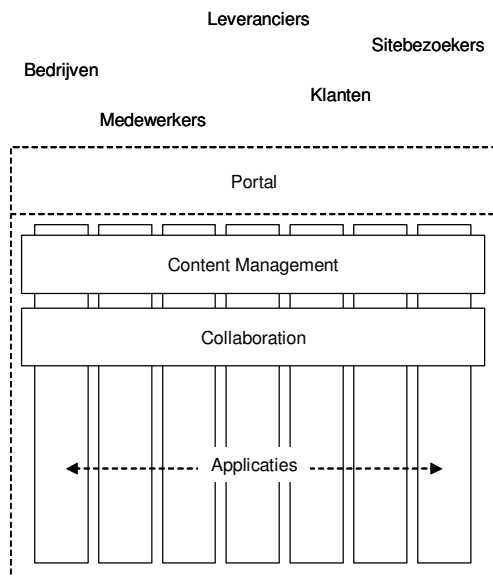 Leveranciers
Sitebezoekers
Bedrijven
Klanten
Medewerkers
Portal
Content Management
Collaboration
Applicaties